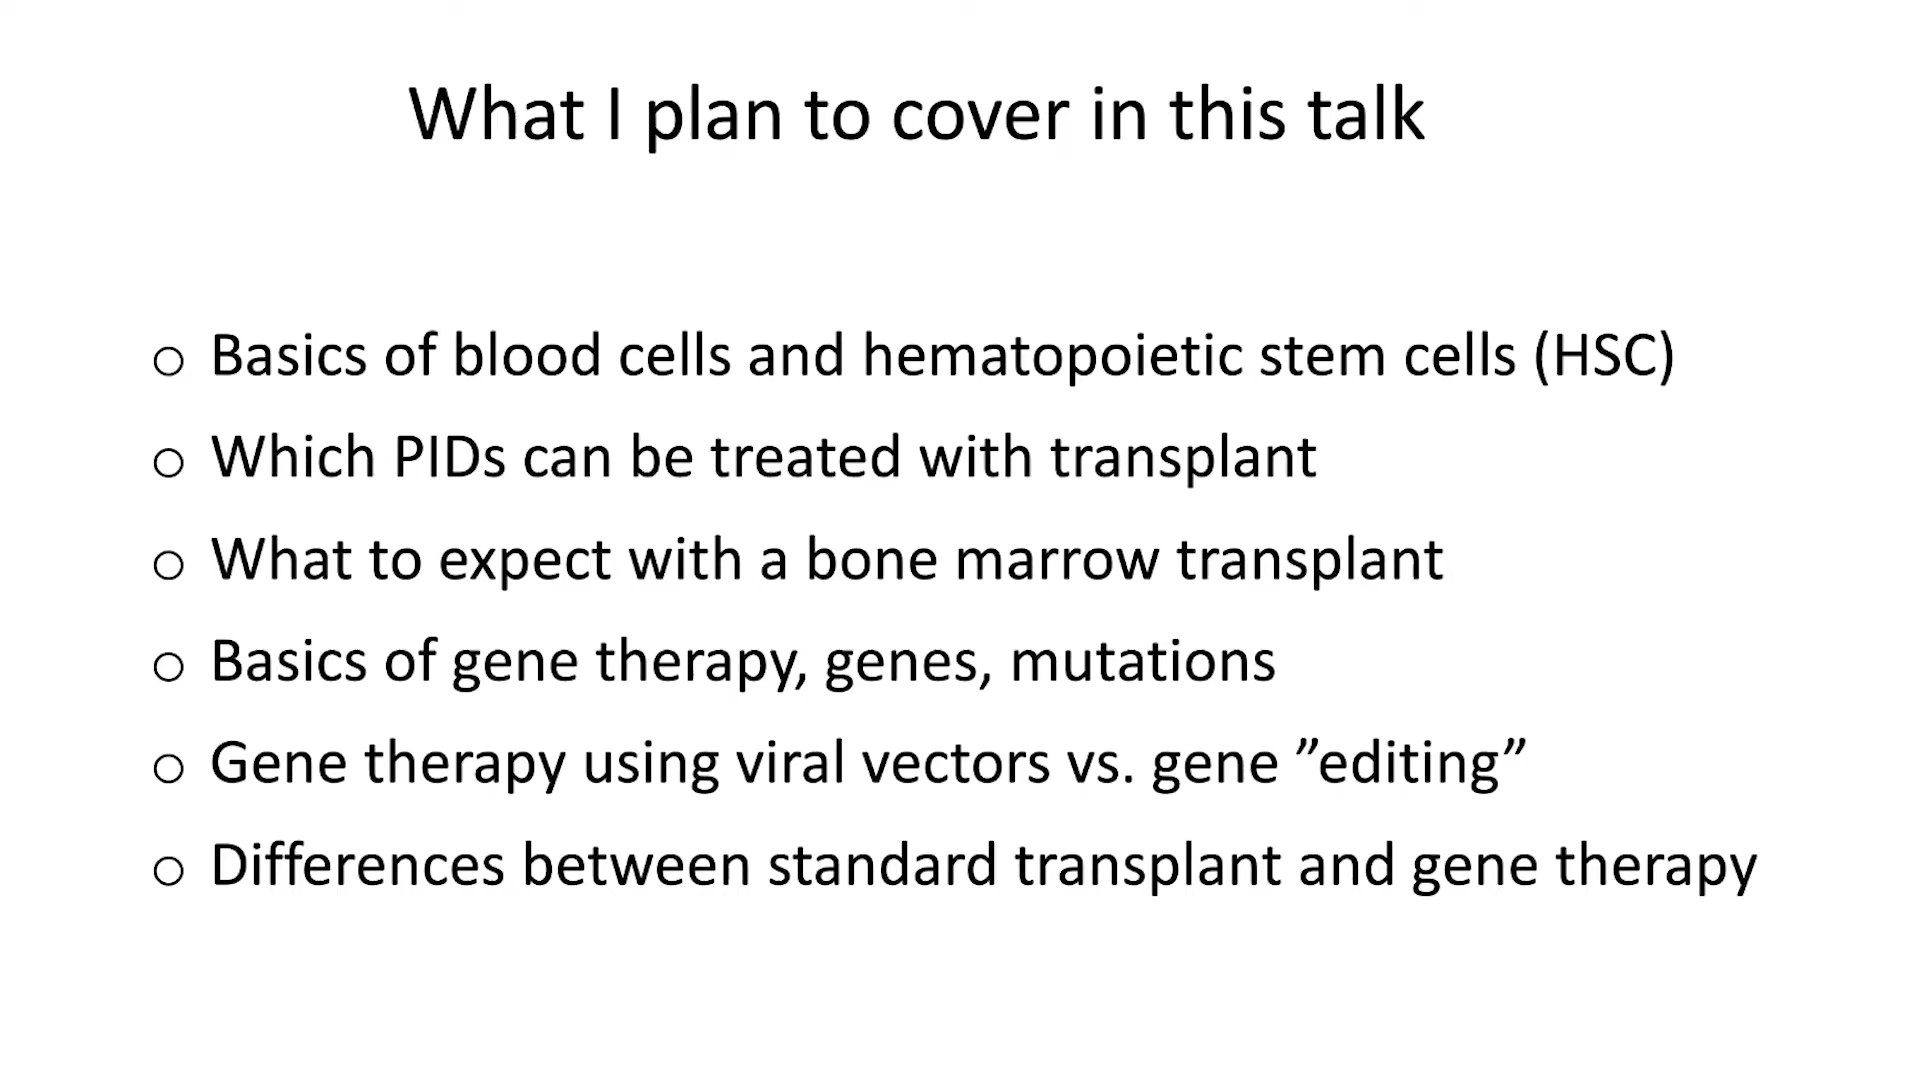 What I plan to cover in this talk
o Basics of blood cells and hematopoietic stem cells (HSC)
o Which PIDs can be treated with transplant
o What to expect with a bone marrow transplant
o Basics of gene therapy, genes, mutations
o Gene therapy using viral vectors vs. gene ”editing”
o Differences between standard transplant and gene therapy